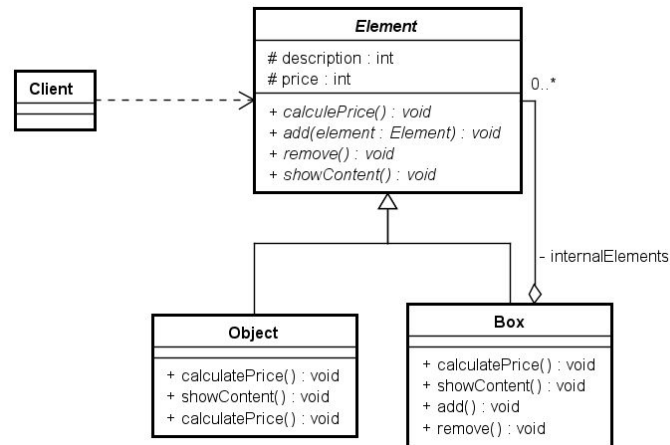 Element
# description : int
# price : int
Client
0..*
+ calculePrice() : void
+ add(element : Element) : void
+ remove() : void
+ showContent() : void
- internalElements
Object
+ calculatePrice() : void
+ showContent() : void
+ calculatePrice() : void
Box
+ calculatePrice() : void
+ showContent() : void
+ add() : void
+ remove() : void